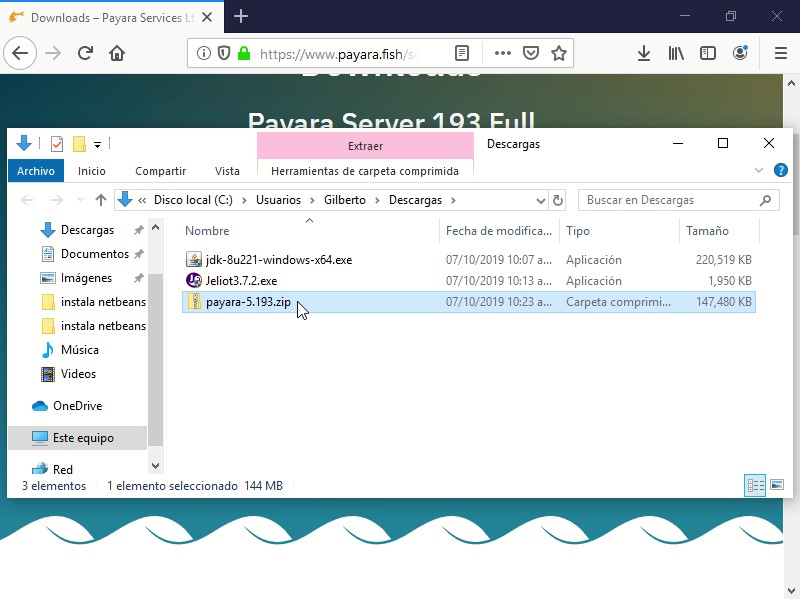 Downloads – Payara Services Lt
https://www.payara.fish/
Downloads
Payara Server 193 Full
Extraer
Descargas
Archivo
Inicio
Compartir
Vista
Herramientas de carpeta comprimida
« Disco local (C:) > Usuarios > Gilberto > Descargas >
Buscar en Descargas
Descargas
Documentos
Imágenes
instala netbeans
instala netbeans
Música
Videos
OneDrive
Este equipo
Red
Nombre Fecha de modifica... Tipo Tamaño
jdk-8u221-windows-x64.exe 07/10/2019 10:07 a... Aplicación 220,519 KB
Jeliot3.7.2.exe 07/10/2019 10:13 a... Aplicación 1,950 KB
payara-5.193.zip 07/10/2019 10:23 a... Carpeta comprimi... 147,480 KB
3 elementos 1 elemento seleccionado 144 MB